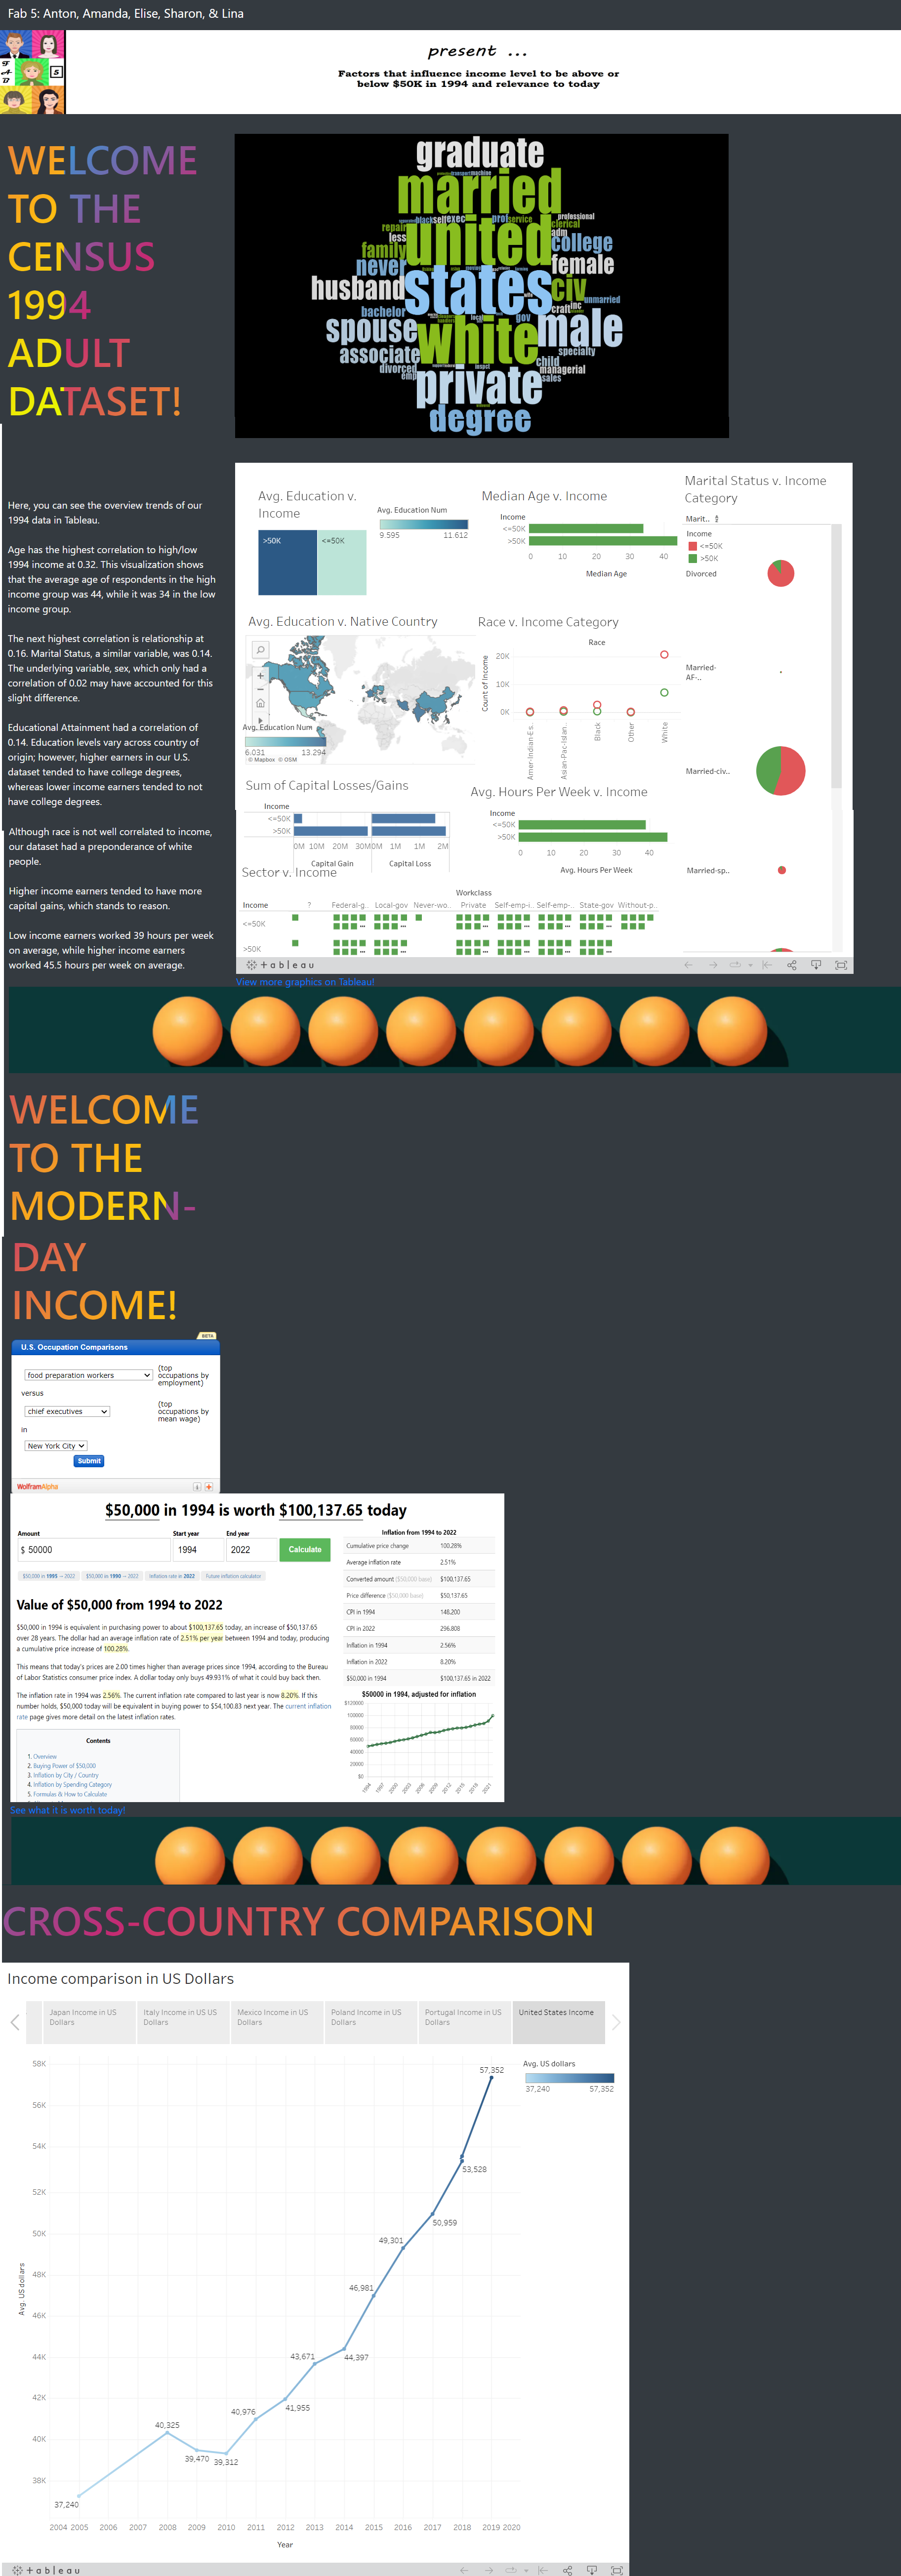 Fab 5: Anton, Amanda, Elise, Sharon, & Lina
F
A
B
5
present ...
Factors that influence income level to be above or
below $50K in 1994 and relevance to today
WELCOME
TO THE
CENSUS
1994
ADULT
DATASET!
graduate
married
united
states
white
private
degree
repair
less
family
never
husband
bachelor
spouse
associate
divorced
emp
black
self
exec
prof
service
professional
clerical
adm
college
female
civ
inc
craft
unmarried
gov
male
specialty
child
managerial
sales
local
wife
Here, you can see the overview trends of our
1994 data in Tableau.
Age has the highest correlation to high/low
1994 income at 0.32. This visualization shows
that the average age of respondents in the high
income group was 44, while it was 34 in the low
income group.
The next highest correlation is relationship at
0.16. Marital Status, a similar variable, was 0.14.
The underlying variable, sex, which only had a
correlation of 0.02 may have accounted for this
slight difference.
Educational Attainment had a correlation of
0.14. Education levels vary across country of
origin; however, higher earners in our U.S.
dataset tended to have college degrees,
whereas lower income earners tended to not
have college degrees.
Although race is not well correlated to income,
our dataset had a preponderance of white
people.
Higher income earners tended to have more
capital gains, which stands to reason.
Low income earners worked 39 hours per week
on average, while higher income earners
worked 45.5 hours per week on average.
Avg. Education v.
Income
Avg. Education Num
9.595 11.612
>50K <=50K
Median Age v. Income
Income
<=50K
>50K
0 10 20 30 40
Median Age
Marital Status v. Income
Category
Marit..
Income
<=50K
>50K
Divorced
Married-
AF-..
Married-civ..
Married-sp..
Avg. Education v. Native Country
Avg. Education Num
6.031 13.294
© Mapbox © OSM
Race v. Income Category
Race
Count of Income
20K
10K
0K
Amer-Indian-Es..
Asian-Pac-Islan..
Black
Other
White
Sum of Capital Losses/Gains
Income
<=50K
>50K
0M 10M 20M 30M 0M 1M 1M 2M
Capital Gain Capital Loss
Avg. Hours Per Week v. Income
Income
<=50K
>50K
0 10 20 30 40
Avg. Hours Per Week
Sector v. Income
Workclass
Income ? Federal-g.. Local-gov Never-wo.. Private Self-emp-i.. Self-emp-.. State-gov Without-p..
<=50K
>50K
+ableau
View more graphics on Tableau!
WELCOME
TO THE
MODERN-
DAY
INCOME!
BETA
U.S. Occupation Comparisons
food preparation workers
(top
occupations by
employment)
versus
chief executives
(top
occupations by
mean wage)
in
New York City
Submit
WolframAlpha
$50,000 in 1994 is worth $100,137.65 today
Amount Start year End year
$ 50000 1994 2022 Calculate
$50,000 in 1995 → 2022 $50,000 in 1990 → 2022 Inflation rate in 2022 Future inflation calculator
Value of $50,000 from 1994 to 2022
$50,000 in 1994 is equivalent in purchasing power to about $100,137.65 today, an increase of $50,137.65
over 28 years. The dollar had an average inflation rate of 2.51% per year between 1994 and today, producing
a cumulative price increase of 100.28%.
This means that today's prices are 2.00 times higher than average prices since 1994, according to the Bureau
of Labor Statistics consumer price index. A dollar today only buys 49.931% of what it could buy back then.
The inflation rate in 1994 was 2.56%. The current inflation rate compared to last year is now 8.20%. If this
number holds, $50,000 today will be equivalent in buying power to $54,100.83 next year. The current inflation
rate page gives more detail on the latest inflation rates.
Contents
1. Overview
2. Buying Power of $50,000
3. Inflation by City / Country
4. Inflation by Spending Category
5. Formulas & How to Calculate
Inflation from 1994 to 2022
Cumulative price change 100.28%
Average inflation rate 2.51%
Converted amount ($50,000 base) $100,137.65
Price difference ($50,000 base) $50,137.65
CPI in 1994 148.200
CPI in 2022 296.808
Inflation in 1994 2.56%
Inflation in 2022 8.20%
$50,000 in 1994 $100,137.65 in 2022
$50000 in 1994, adjusted for inflation
$120000
100000
80000
60000
40000
20000
$0
1994 1997 2000 2003 2006 2009 2012 2015 2018 2021
See what it is worth today!
CROSS-COUNTRY COMPARISON
Income comparison in US Dollars
Japan Income in US
Dollars
Italy Income in US US
Dollars
Mexico Income in US
Dollars
Poland Income in US
Dollars
Portugal Income in US
Dollars
United States Income
Avg. US dollars
37,240 57,352
58K
56K
54K
52K
50K
48K
46K
44K
42K
40K
38K
Avg. US dollars
57,352
53,528
50,959
49,301
46,981
44,397
43,671
41,955
40,976
40,325
39,470
39,312
37,240
2004 2005 2006 2007 2008 2009 2010 2011 2012 2013 2014 2015 2016 2017 2018 2019 2020
Year
+ableau